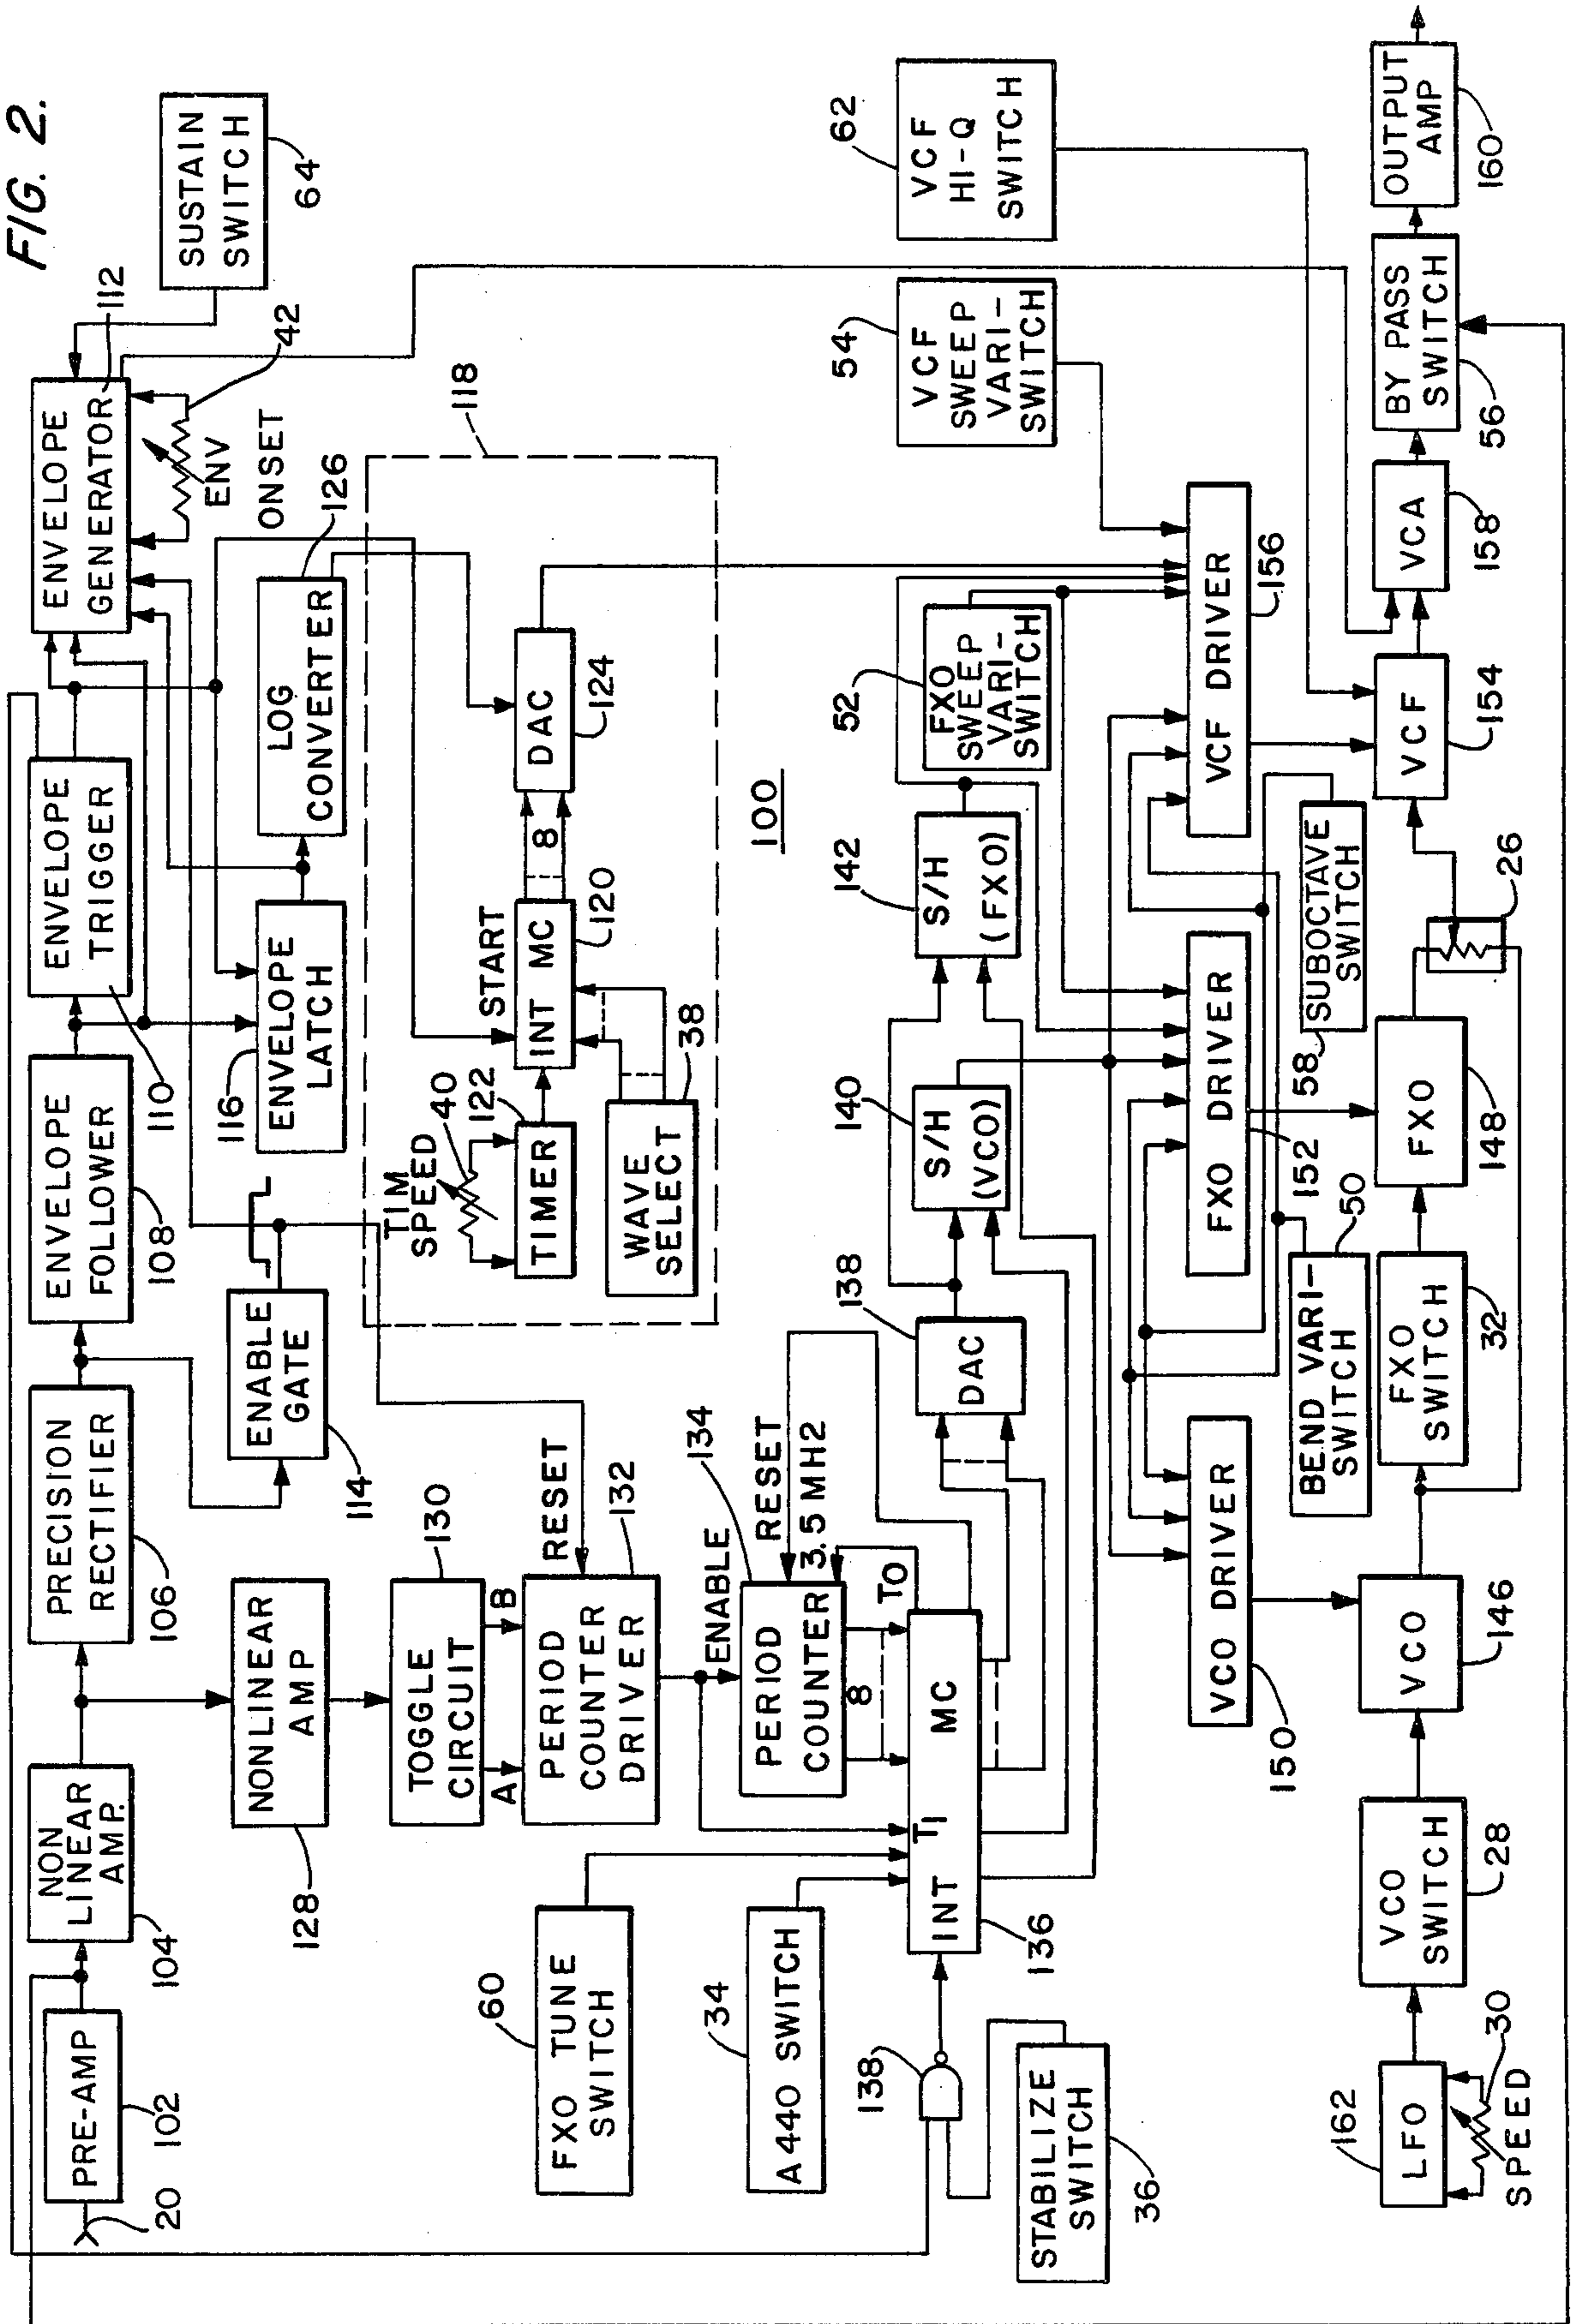 FIG. 2.
PRE-AMP
102
20
NON
LINEAR
AMP.
104
PRECISION
RECTIFIER
106
ENVELOPE
FOLLOWER
108
ENVELOPE
TRIGGER
110
ENVELOPE
GENERATOR
112
SUSTAIN
SWITCH
64
42
ENV
ONSET
ENABLE
GATE
114
116
ENVELOPE
LATCH
LOG
CONVERTER
126
118
NONLINEAR
AMP
128
TOGGLE
CIRCUIT
130
A
B
RESET
PERIOD
COUNTER
DRIVER
132
TIM
SPEED
40
122
TIMER
START
INT MC
120
8
DAC
124
WAVE
SELECT
38
100
60
FXO TUNE
SWITCH
34
A 440 SWITCH
ENABLE
134
RESET
3.5 MH2
PERIOD
COUNTER
8
TO
INT
T1
MC
136
138
STABILIZE
SWITCH
36
138
DAC
140
S/H
(VCO)
142
S/H
(FXO)
52
FXO
SWEEP
VARI-
SWITCH
54
VCF
SWEEP
VARI-
SWITCH
62
VCF
HI-Q
SWITCH
VCO DRIVER
150
FXO DRIVER
152
VCF DRIVER
156
BEND VARI-
SWITCH
50
58
SUBOCTAVE
SWITCH
162
LFO
30
SPEED
VCO
SWITCH
28
VCO
146
FXO
SWITCH
32
FXO
148
26
VCF
154
VCA
158
BY PASS
SWITCH
56
OUTPUT
AMP
160